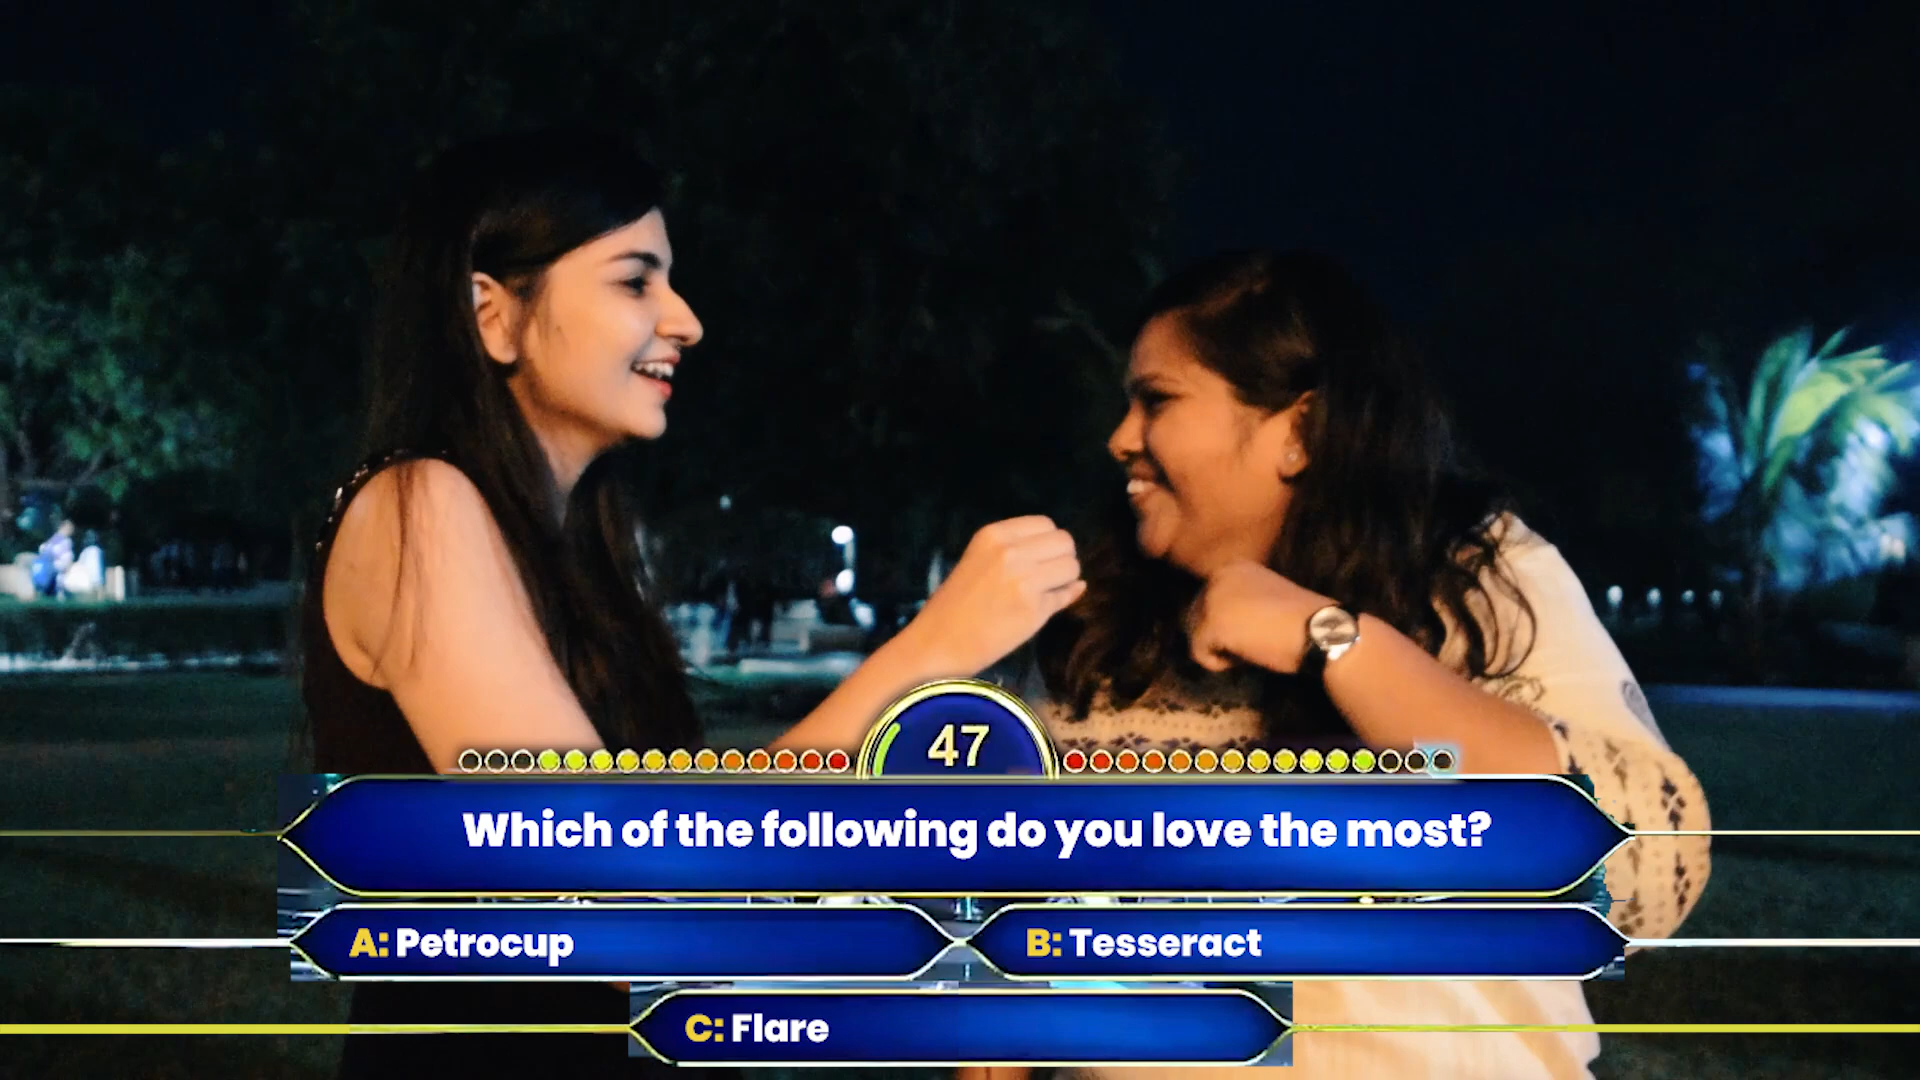 47
Which of the following do you love the most?
A: Petrocup
B: Tesseract
C: Flare